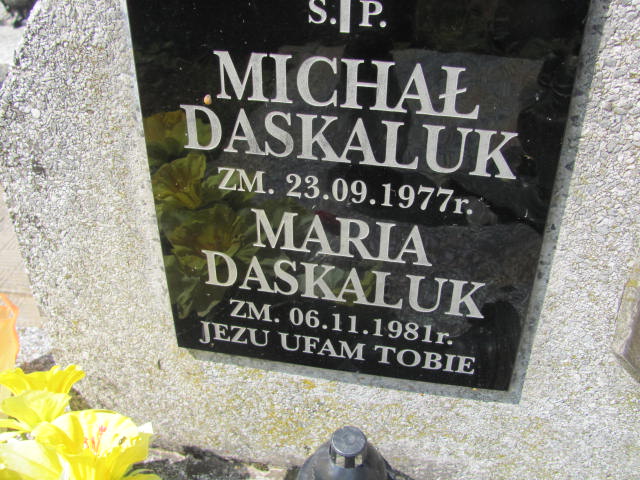 Ś.P.
MICHAŁ
DASKALUK
ZM. 23.09.1977r.
MARIA
DASKALUK
ZM. 06.11.1981r.
JEZU UFAM TOBIE